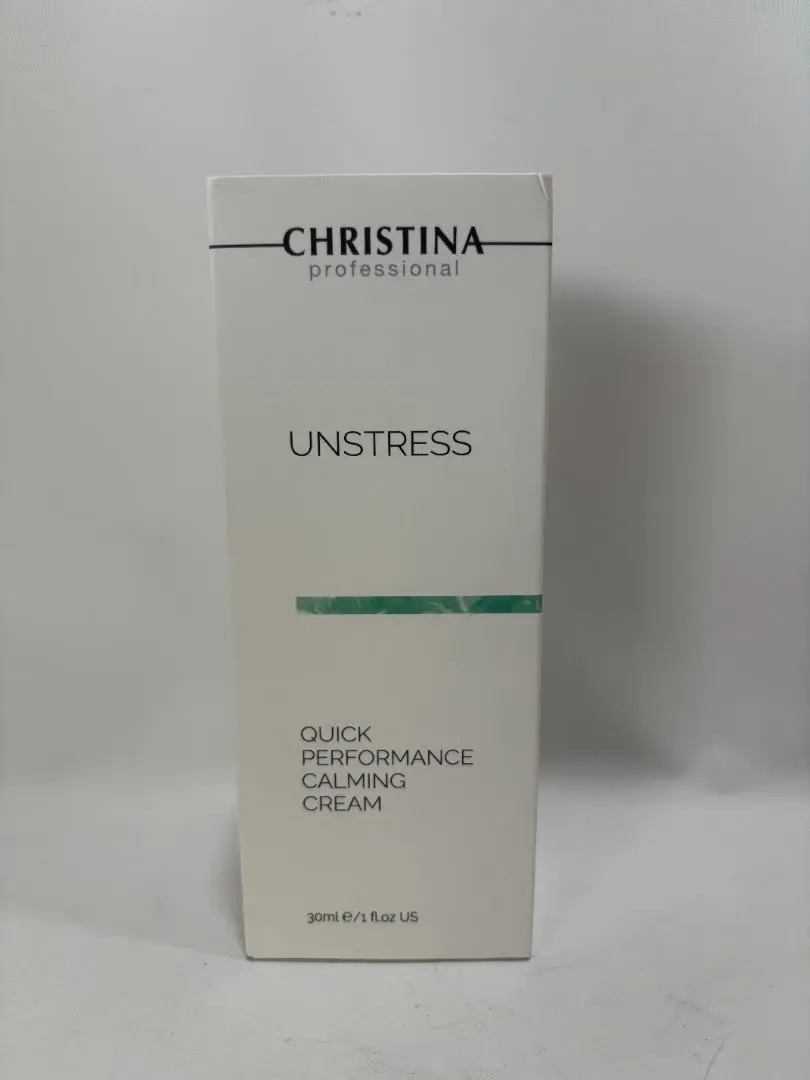 CHRISTINA
professional
UNSTRESS
QUICK
PERFORMANCE
CALMING
CREAM
30ml ℮/1 fl.oz US